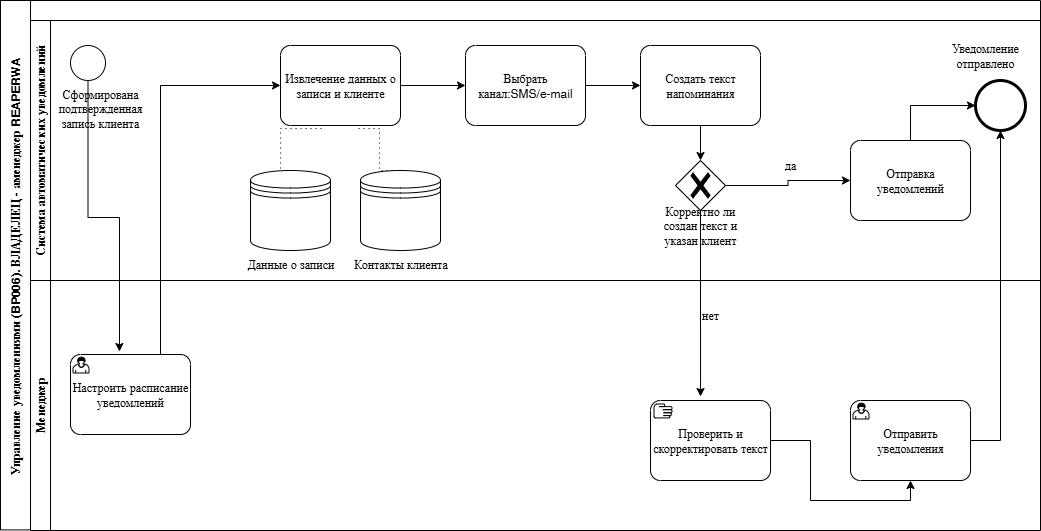 Управление уведомлениями (BP006). ВЛАДЕЛЕЦ - аменеджер REAPERWA
Система автоматических уведомлений
Сформирована
подтвержденная
запись клиента
Извлечение данных о
записи и клиенте
Выбрать
канал:SMS/e-mail
Создать текст
напоминания
Уведомление
отправлено
да
Отправка
уведомлений
Корректно ли
создан текст и
указан клиент
Данные о записи
Контакты клиента
нет
Менеджер
Настроить расписание
уведомлений
Проверить и
скорректировать текст
Отправить
уведомления